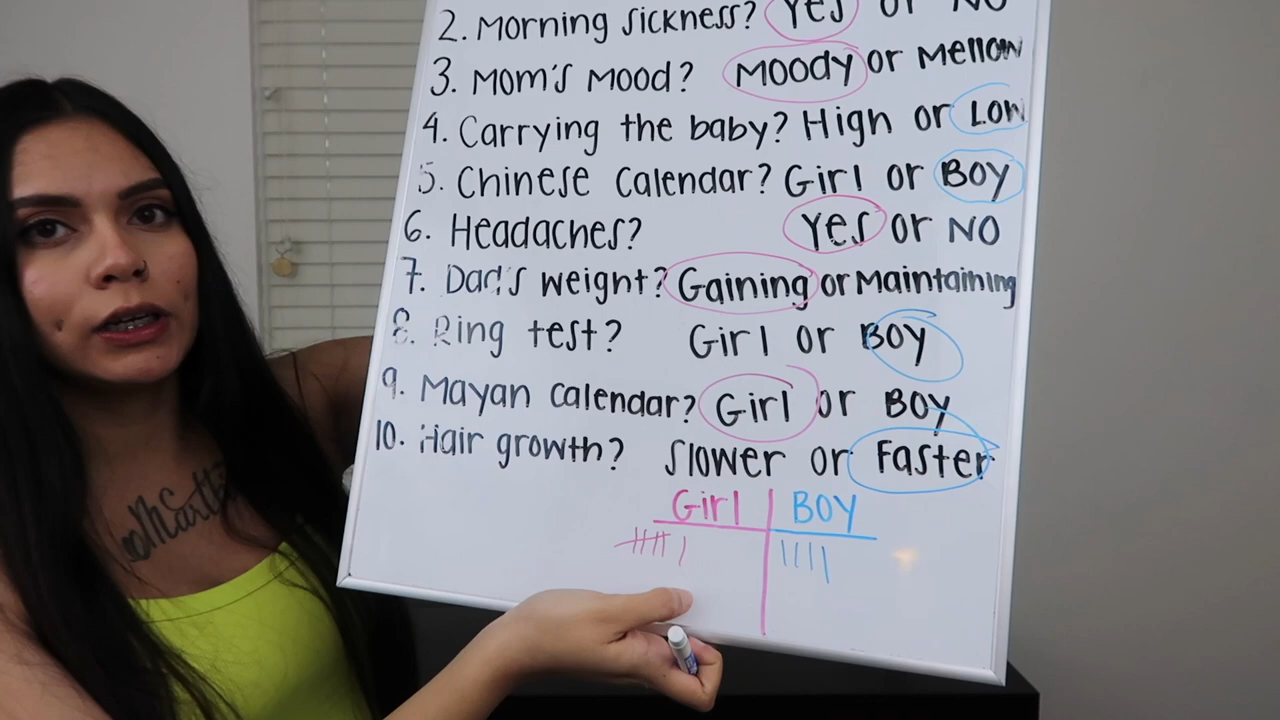 2. Morning sickness? Yes or No
3. Mom's Mood? Moody or Mellow
4. Carrying the baby? High or Low
5. Chinese Calendar? Girl or BOY
6. Headaches? Yes or NO
7. Dad's weight? Gaining or Maintaining
8. Ring test? Girl or BOY
9. Mayan Calendar? Girl or BOY
10. Hair growth? Slower or Faster
Girl BOY